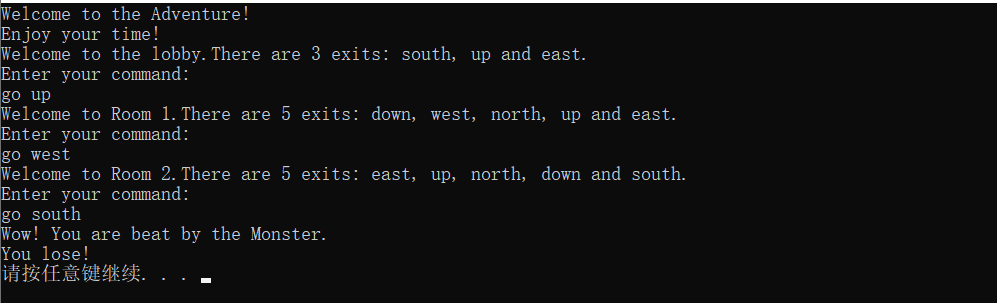 Welcome to the Adventure!
Enjoy your time!
Welcome to the lobby.There are 3 exits: south, up and east.
Enter your command:
go up
Welcome to Room 1.There are 5 exits: down, west, north, up and east.
Enter your command:
go west
Welcome to Room 2.There are 5 exits: east, up, north, down and south.
Enter your command:
go south
Wow! You are beat by the Monster.
You lose!
请按任意键继续. . .